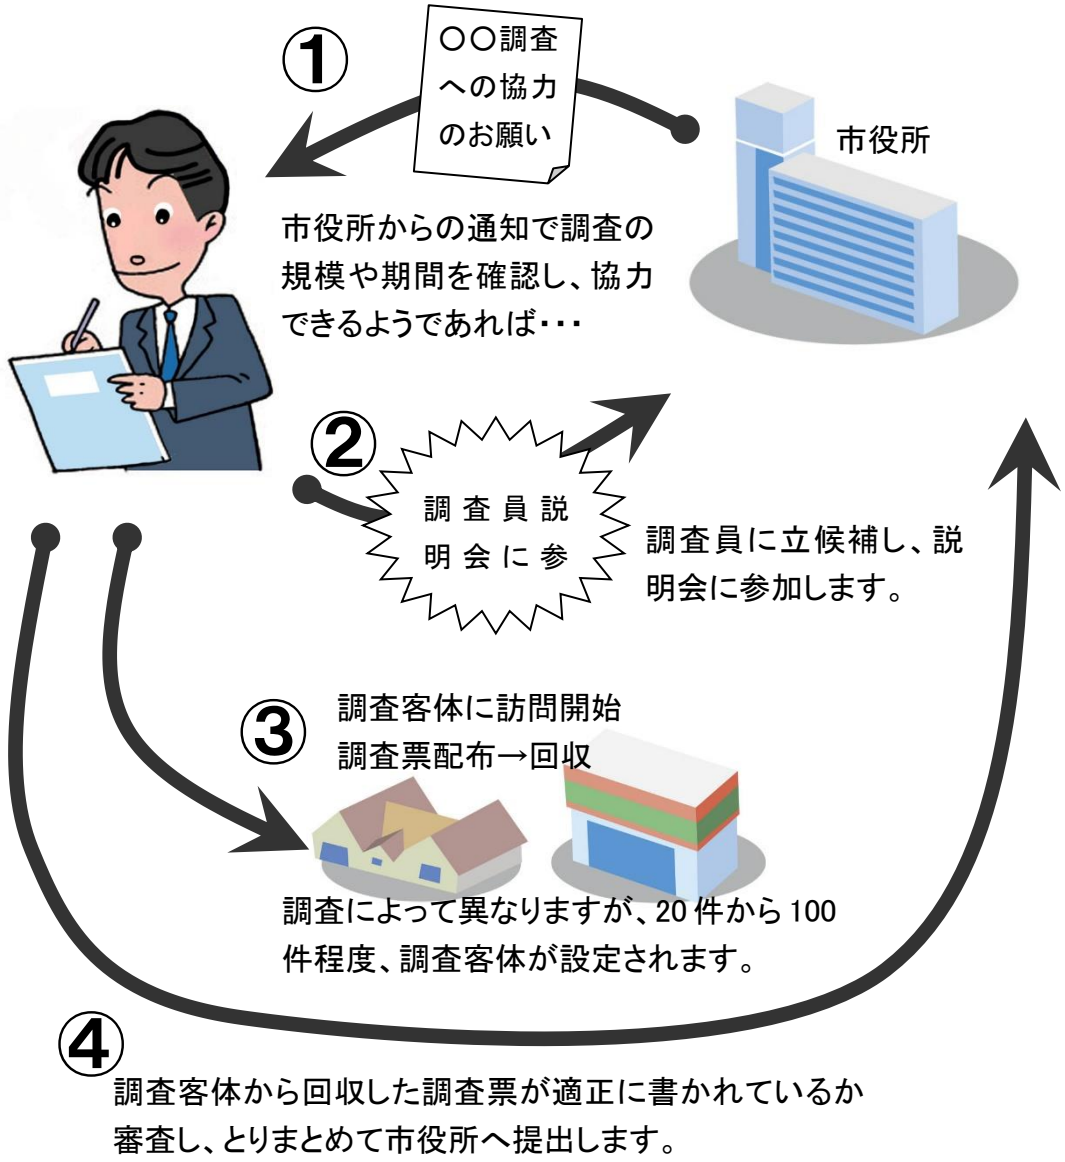 ①
〇〇調査
への協力
のお願い
市役所
市役所からの通知で調査の
規模や期間を確認し、協力
できるようであれば・・・
②
調査員説
明会に参
調査員に立候補し、説
明会に参加します。
③
調査客体に訪問開始
調査票配布→回収
調査によって異なりますが、20件から100
件程度、調査客体が設定されます。
④
調査客体から回収した調査票が適正に書かれているか
審査し、とりまとめて市役所へ提出します。